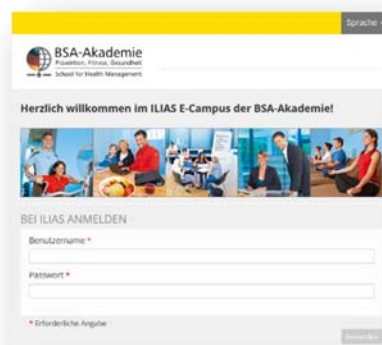 Sprache
BSA-Akademie
Prävention, Fitness, Gesundheit
School for Health Management
Herzlich willkommen im ILIAS E-Campus der BSA-Akademie!
BEI ILIAS ANMELDEN
Benutzername *
Passwort *
* Erforderliche Angabe
Anmelden